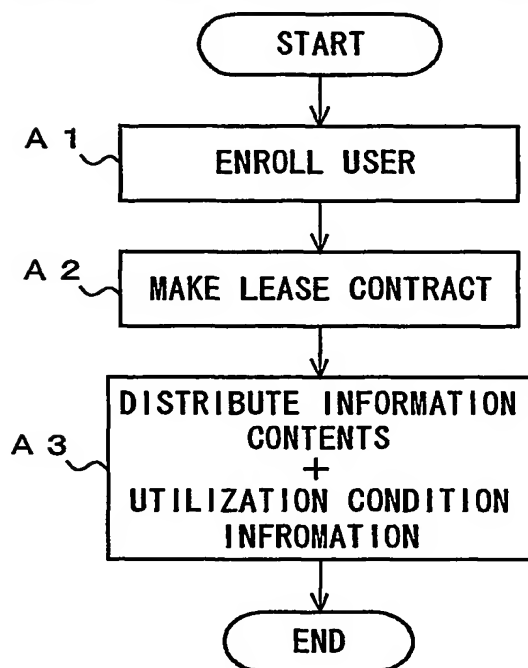 START
A 1
ENROLL USER
A 2
MAKE LEASE CONTRACT
DISTRIBUTE INFORMATION
CONTENTS
A 3
+
UTILIZATION CONDITION
INFROMATION
END